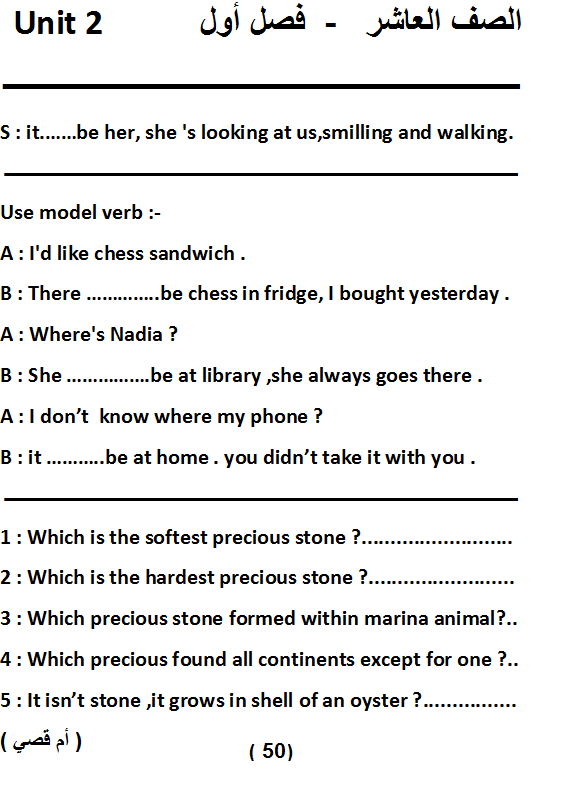 Unit 2 الصف العاشر - فصل أول
S : it.......be her, she 's looking at us,smilling and walking.
Use model verb :-
A : I'd like chess sandwich .
B : There ..............be chess in fridge, I bought yesterday .
A : Where's Nadia ?
B : She ................be at library ,she always goes there .
A : I don’t know where my phone ?
B : it ...........be at home . you didn’t take it with you .
1 : Which is the softest precious stone ?..........................
2 : Which is the hardest precious stone ?.........................
3 : Which precious stone formed within marina animal?..
4 : Which precious found all continents except for one ?..
5 : It isn’t stone ,it grows in shell of an oyster ?................
( أم قصي )
( 50)